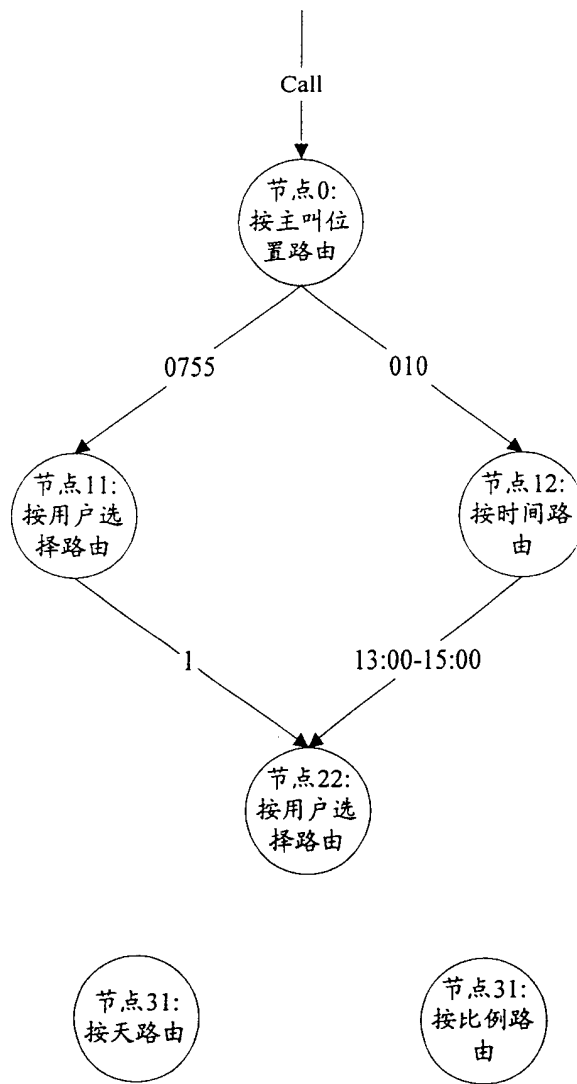 Call
节点0:
按主叫位
置路由
0755
010
节点11:
按用户选
择路由
节点12:
按时间路
由
1
13:00-15:00
节点22:
按用户选
择路由
节点31:
按天路由
节点31:
按比例路
由